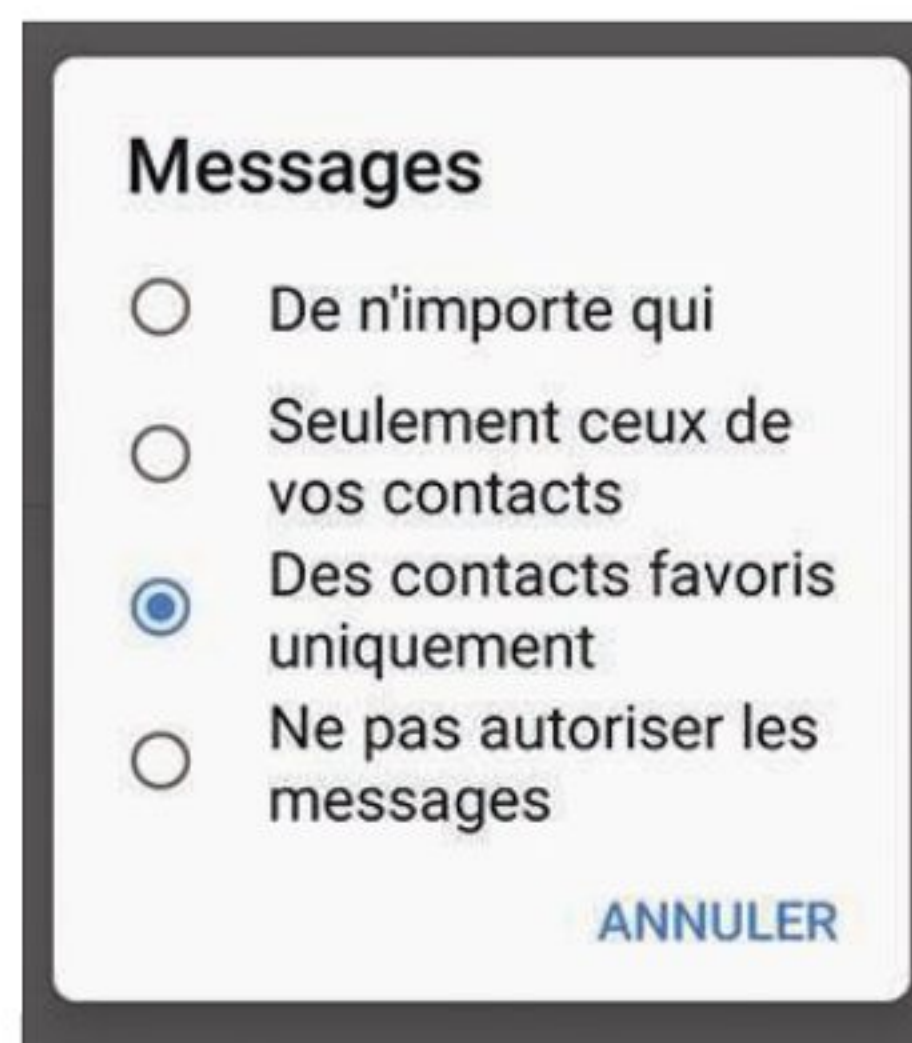 Messages
De n'importe qui
Seulement ceux de
vos contacts
Des contacts favoris
uniquement
Ne pas autoriser les
messages
ANNULER